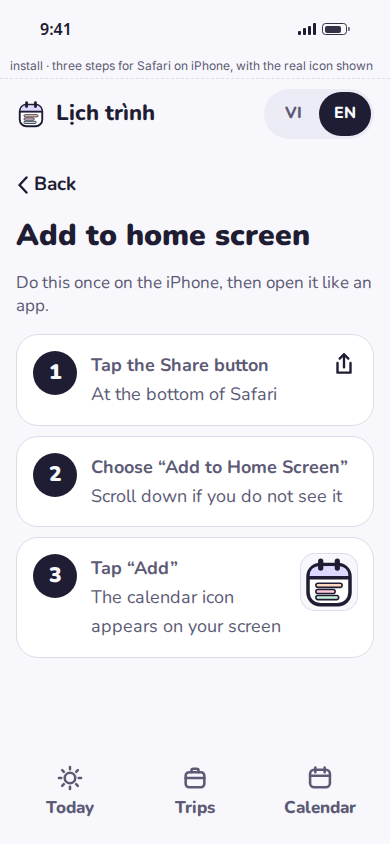 9:41
install · three steps for Safari on iPhone, with the real icon shown
Lịch trình
VI
EN
Back
Add to home screen
Do this once on the iPhone, then open it like an
app.
1
Tap the Share button
At the bottom of Safari
2
Choose “Add to Home Screen”
Scroll down if you do not see it
3
Tap “Add”
The calendar icon
appears on your screen
Today
Trips
Calendar